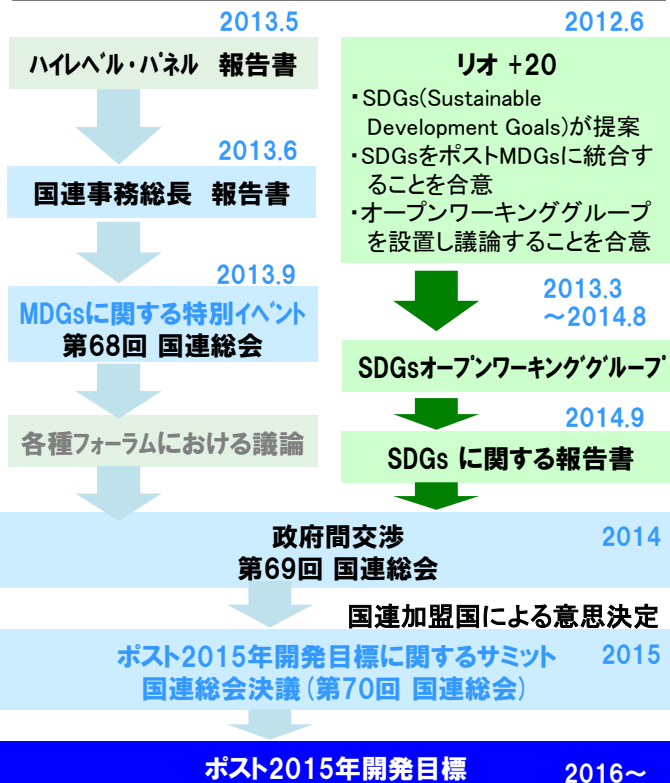 2013.5
ハイレベル・パネル 報告書
2013.6
国連事務総長 報告書
2013.9
MDGsに関する特別イベント
第68回 国連総会
各種フォーラムにおける議論
2012.6
リオ +20
・SDGs(Sustainable
Development Goals)が提案
・SDGsをポストMDGsに統合す
ることを合意
・オープンワーキンググループ
を設置し議論することを合意
2013.3
～2014.8
SDGsオープンワーキンググループ
2014.9
SDGs に関する報告書
政府間交渉 2014
第69回 国連総会
国連加盟国による意思決定
ポスト2015年開発目標に関するサミット 2015
国連総会決議(第70回 国連総会)
ポスト2015年開発目標 2016～